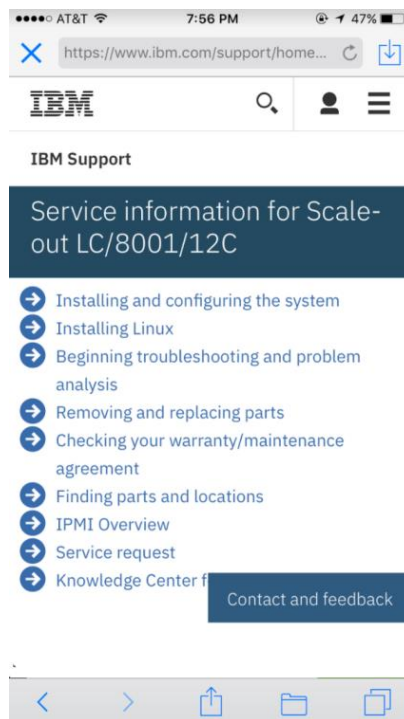 AT&T 7:56 PM 47%
https://www.ibm.com/support/home...
IBM
IBM Support
Service information for Scale-
out LC/8001/12C
Installing and configuring the system
Installing Linux
Beginning troubleshooting and problem
analysis
Removing and replacing parts
Checking your warranty/maintenance
agreement
Finding parts and locations
IPMI Overview
Service request
Knowledge Center f
Contact and feedback